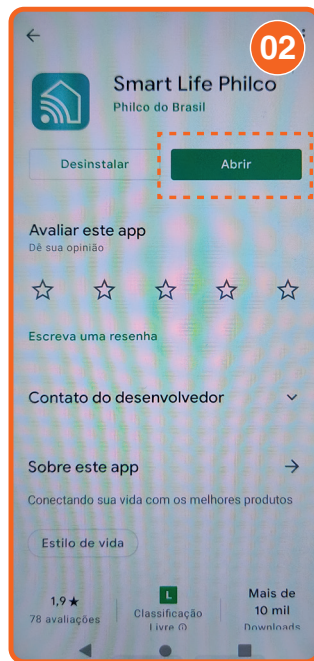 02
Smart Life Philco
Philco do Brasil
Desinstalar
Abrir
Avaliar este app
Dê sua opinião
Escreva uma resenha
Contato do desenvolvedor
Sobre este app
Conectando sua vida com os melhores produtos
Estilo de vida
1,9★
L
Mais de
10 mil
78 avaliações
Classificação
Livre
Downloads